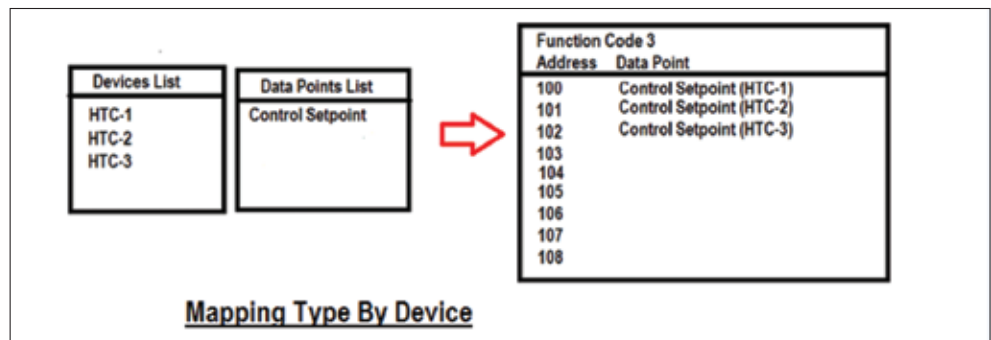 Devices List
HTC-1
HTC-2
HTC-3
Data Points List
Control Setpoint
Function Code 3
Address Data Point
100 Control Setpoint (HTC-1)
101 Control Setpoint (HTC-2)
102 Control Setpoint (HTC-3)
103
104
105
106
107
108
Mapping Type By Device